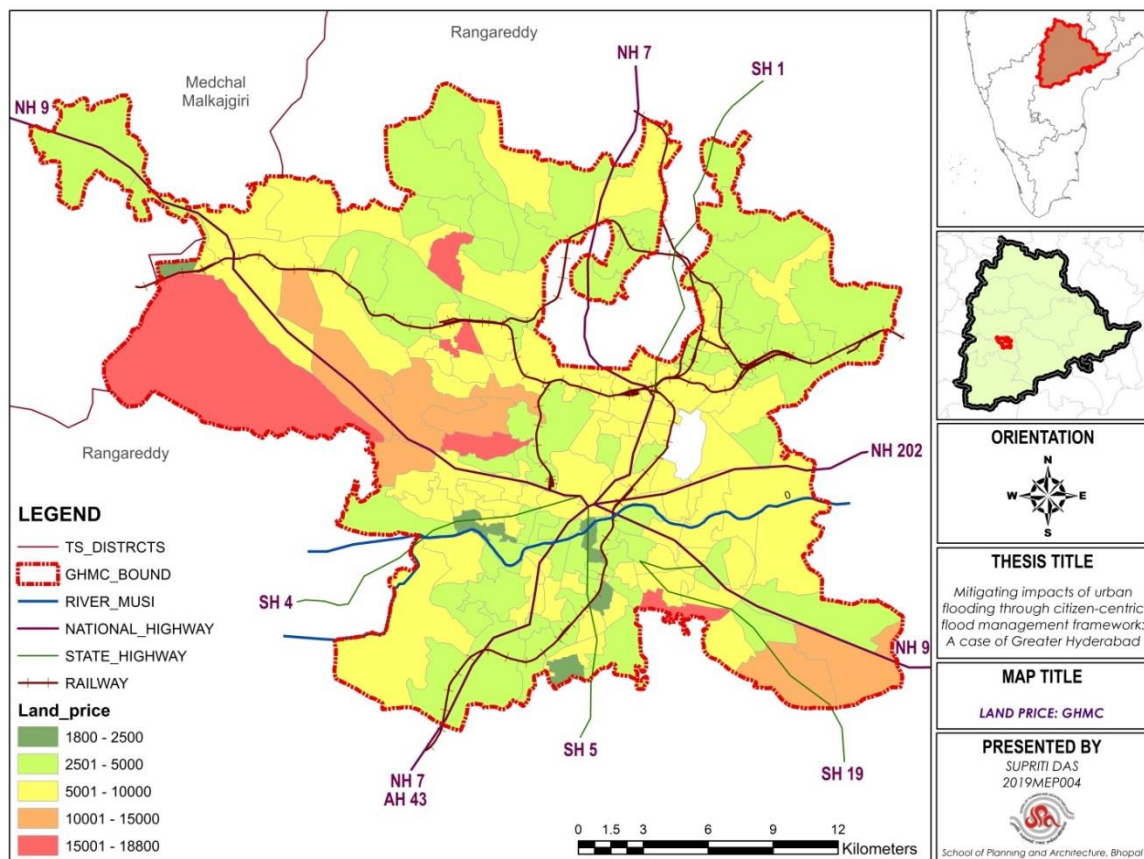 Rangareddy
NH 7
SH 1
Medchal
Malkajgiri
NH 9
Rangareddy
NH 202
0
SH 4
NH 9
SH 5
SH 19
NH 7
AH 43
LEGEND
TS_DISTRCTS
GHMC_BOUND
RIVER_MUSI
NATIONAL_HIGHWAY
STATE_HIGHWAY
RAILWAY
Land_price
1800 - 2500
2501 - 5000
5001 - 10000
10001 - 15000
15001 - 18800
0 1.5 3 6 9 12
Kilometers
ORIENTATION
N
W E
S
THESIS TITLE
Mitigating impacts of urban
flooding through citizen-centric
flood management framework:
A case of Greater Hyderabad
MAP TITLE
LAND PRICE: GHMC
PRESENTED BY
SUPRITI DAS
2019MEP004
School of Planning and Architecture, Bhopal